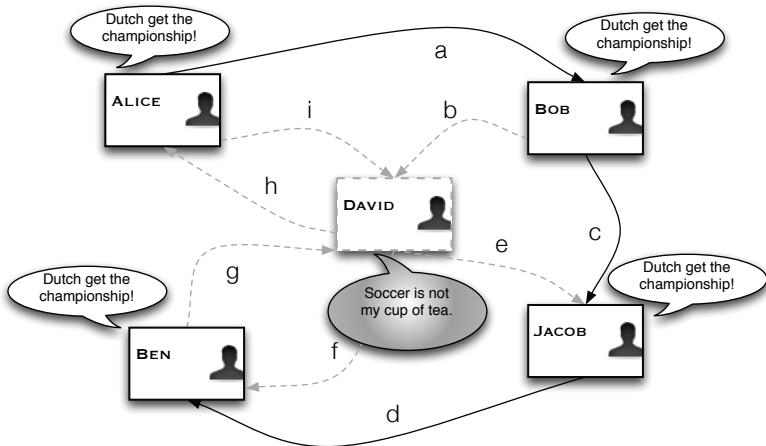 Dutch get the
championship!
Dutch get the
championship!
a
ALICE
BOB
i
b
h
DAVID
c
e
g
Dutch get the
championship!
Dutch get the
championship!
Soccer is not
my cup of tea.
JACOB
BEN
f
d